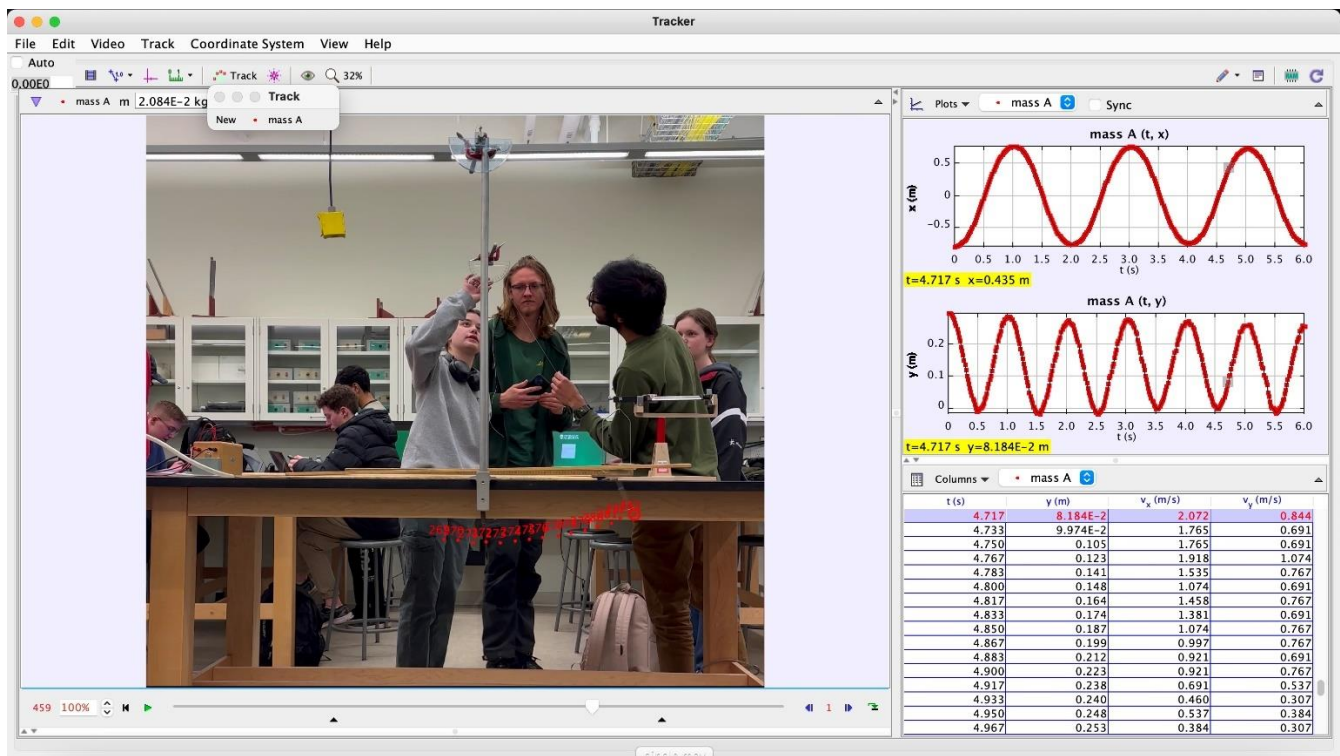 Tracker
File Edit Video Track Coordinate System View Help
Auto
0.00E0
Track 32%
mass A m 2.084E-2 kg
Track
New mass A
Plots mass A Sync
mass A (t, x)
x (m)
0.5
0
-0.5
0 0.5 1.0 1.5 2.0 2.5 3.0 3.5 4.0 4.5 5.0 5.5 6.0
t (s)
t=4.717 s x=0.435 m
mass A (t, y)
y (m)
0.2
0.1
0
0 0.5 1.0 1.5 2.0 2.5 3.0 3.5 4.0 4.5 5.0 5.5 6.0
t (s)
t=4.717 s y=8.184E-2 m
Columns mass A
t (s) y (m) vx (m/s) vy (m/s)
4.717 8.184E-2 2.072 0.844
4.733 9.974E-2 1.765 0.691
4.750 0.105 1.765 0.691
4.767 0.123 1.918 1.074
4.783 0.141 1.535 0.767
4.800 0.148 1.074 0.691
4.817 0.164 1.458 0.767
4.833 0.174 1.381 0.691
4.850 0.187 1.074 0.767
4.867 0.199 0.997 0.767
4.883 0.212 0.921 0.691
4.900 0.223 0.921 0.767
4.917 0.238 0.691 0.537
4.933 0.240 0.460 0.307
4.950 0.248 0.537 0.384
4.967 0.253 0.384 0.307
459 100% 1